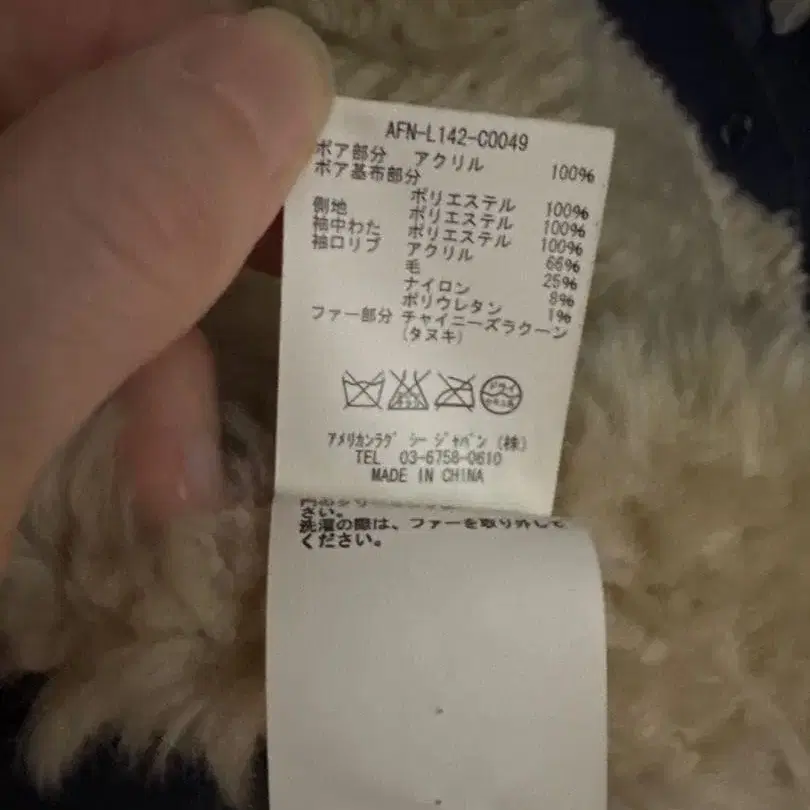 AFN-L142-C0049
ボア部分 アクリル 100%
ボア基布部分
ポリエステル 100%
側地 ポリエステル 100%
袖中わた ポリエステル 100%
袖口リブ アクリル 66%
毛 25%
ナイロン 8%
ポリウレタン 1%
ファー部分 チャイニーズラクーン
(タヌキ)
ドライ
アメリカンラグ シー ジャパン (株)
TEL 03-6758-0610
MADE IN CHINA
さい。
洗濯の際は、ファーを取り外して
ください。